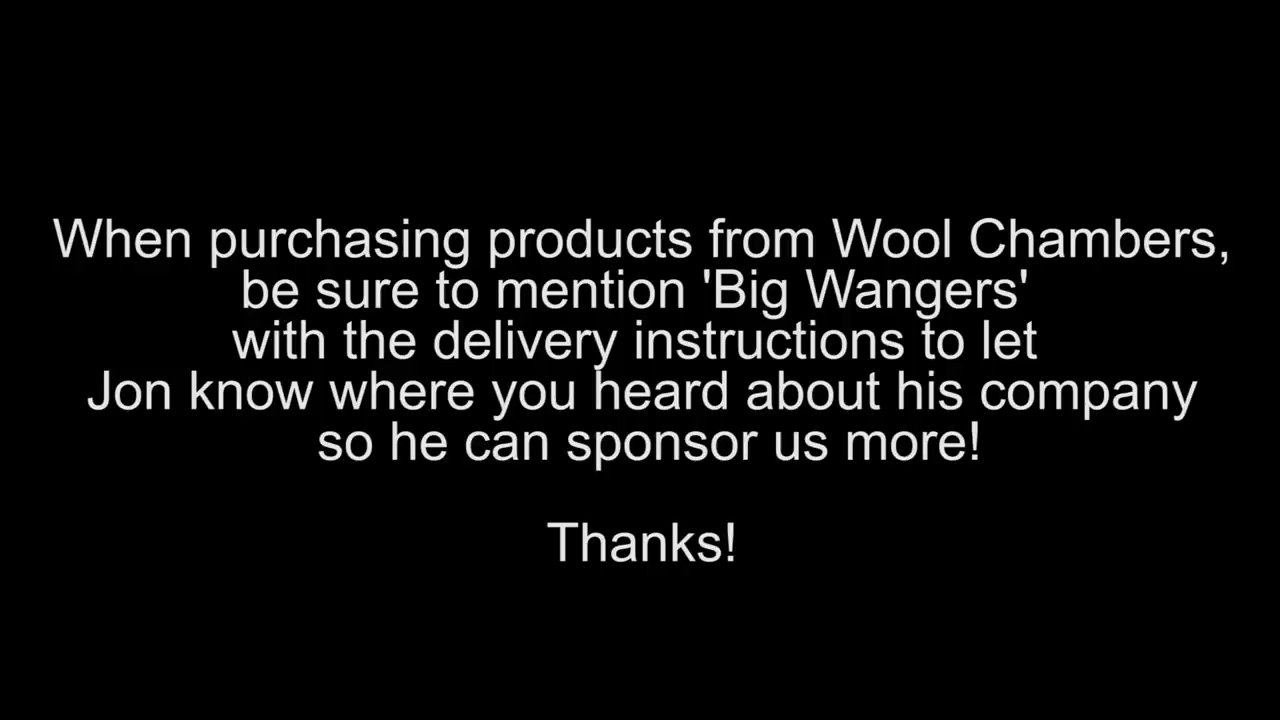 When purchasing products from Wool Chambers,
be sure to mention 'Big Wangers'
with the delivery instructions to let
Jon know where you heard about his company
so he can sponsor us more!
Thanks!